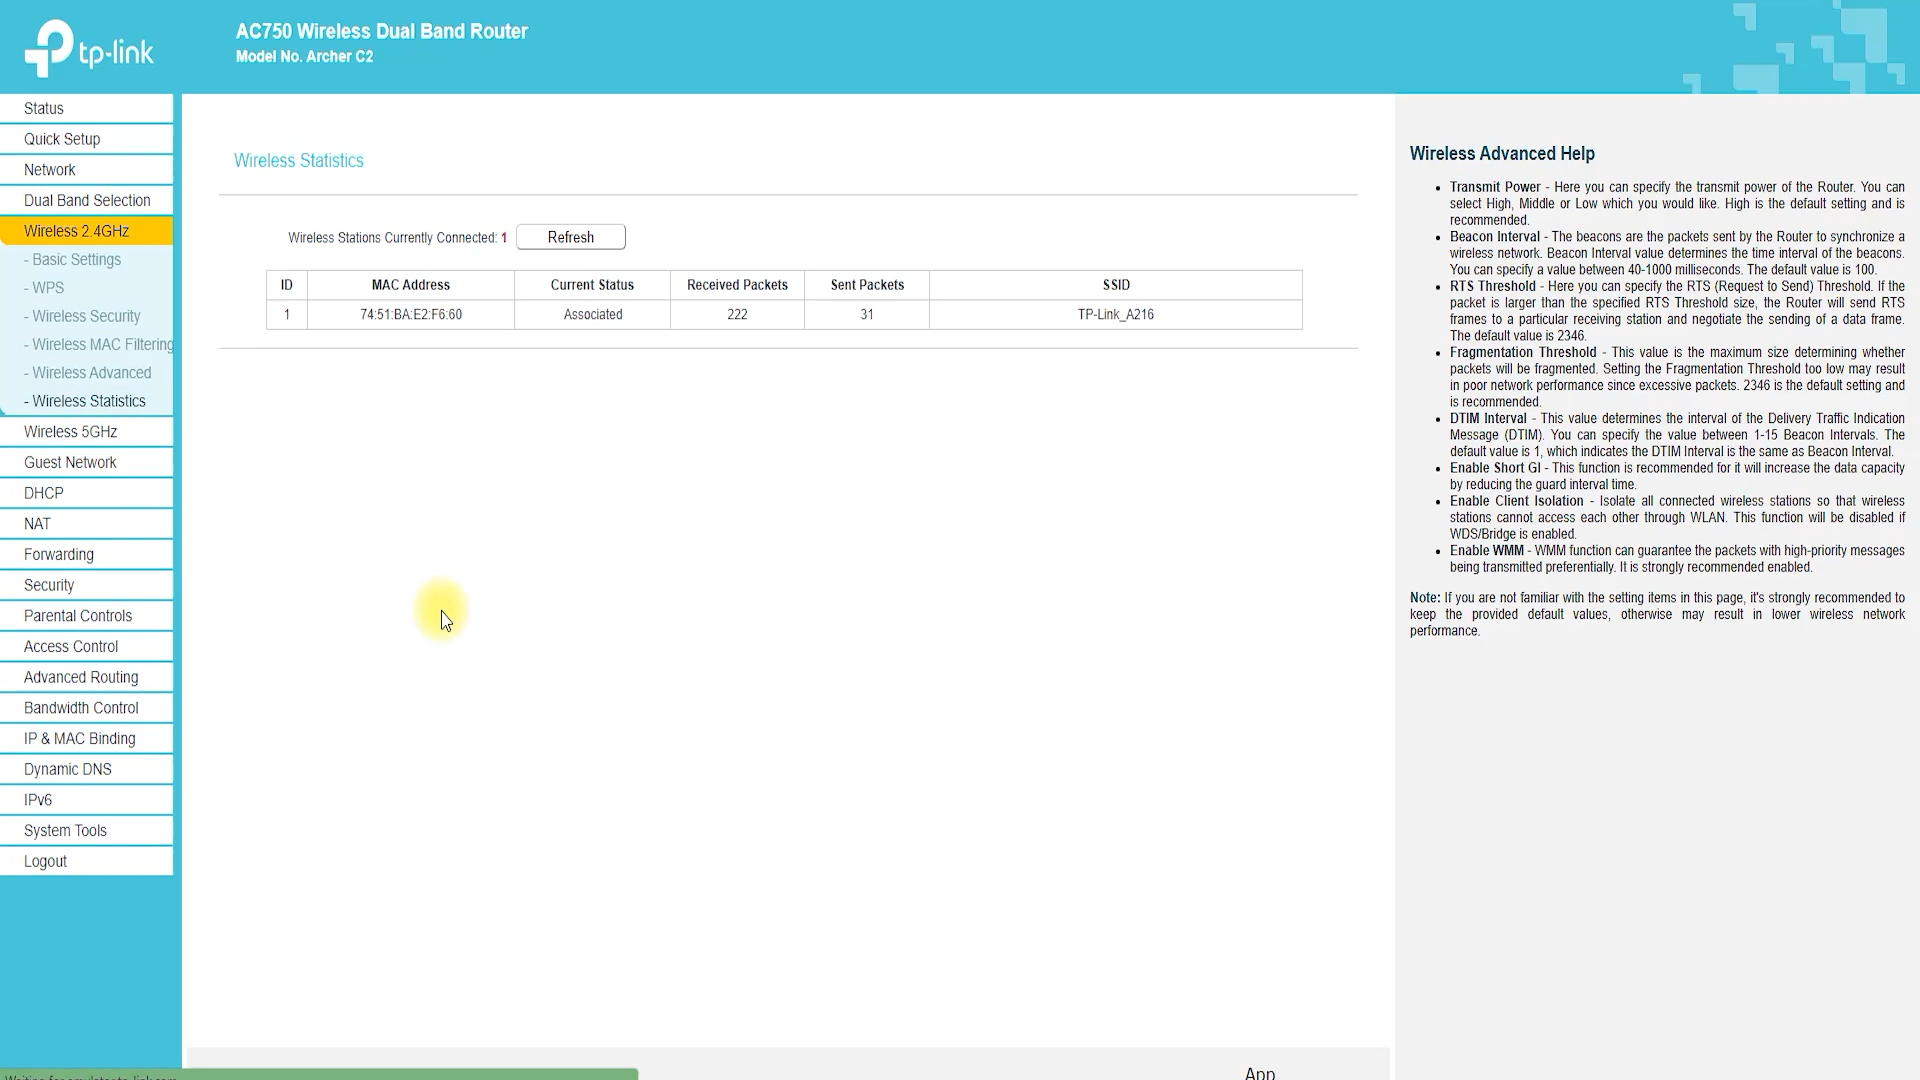 tp-link
AC750 Wireless Dual Band Router
Model No. Archer C2
Status
Quick Setup
Network
Dual Band Selection
Wireless 2.4GHz
- Basic Settings
- WPS
- Wireless Security
- Wireless MAC Filtering
- Wireless Advanced
- Wireless Statistics
Wireless 5GHz
Guest Network
DHCP
NAT
Forwarding
Security
Parental Controls
Access Control
Advanced Routing
Bandwidth Control
IP & MAC Binding
Dynamic DNS
IPv6
System Tools
Logout
Wireless Statistics
Wireless Stations Currently Connected: 1 Refresh
ID MAC Address Current Status Received Packets Sent Packets SSID
1 74:51:BA:E2:F6:60 Associated 222 31 TP-Link_A216
App
Wireless Advanced Help
• Transmit Power - Here you can specify the transmit power of the Router. You can
select High, Middle or Low which you would like. High is the default setting and is
recommended.
• Beacon Interval - The beacons are the packets sent by the Router to synchronize a
wireless network. Beacon Interval value determines the time interval of the beacons.
You can specify a value between 40-1000 milliseconds. The default value is 100.
• RTS Threshold - Here you can specify the RTS (Request to Send) Threshold. If the
packet is larger than the specified RTS Threshold size, the Router will send RTS
frames to a particular receiving station and negotiate the sending of a data frame.
The default value is 2346.
• Fragmentation Threshold - This value is the maximum size determining whether
packets will be fragmented. Setting the Fragmentation Threshold too low may result
in poor network performance since excessive packets. 2346 is the default setting and
is recommended.
• DTIM Interval - This value determines the interval of the Delivery Traffic Indication
Message (DTIM). You can specify the value between 1-15 Beacon Intervals. The
default value is 1, which indicates the DTIM Interval is the same as Beacon Interval.
• Enable Short GI - This function is recommended for it will increase the data capacity
by reducing the guard interval time.
• Enable Client Isolation - Isolate all connected wireless stations so that wireless
stations cannot access each other through WLAN. This function will be disabled if
WDS/Bridge is enabled.
• Enable WMM - WMM function can guarantee the packets with high-priority messages
being transmitted preferentially. It is strongly recommended enabled.
Note: If you are not familiar with the setting items in this page, it's strongly recommended to
keep the provided default values, otherwise may result in lower wireless network
performance.